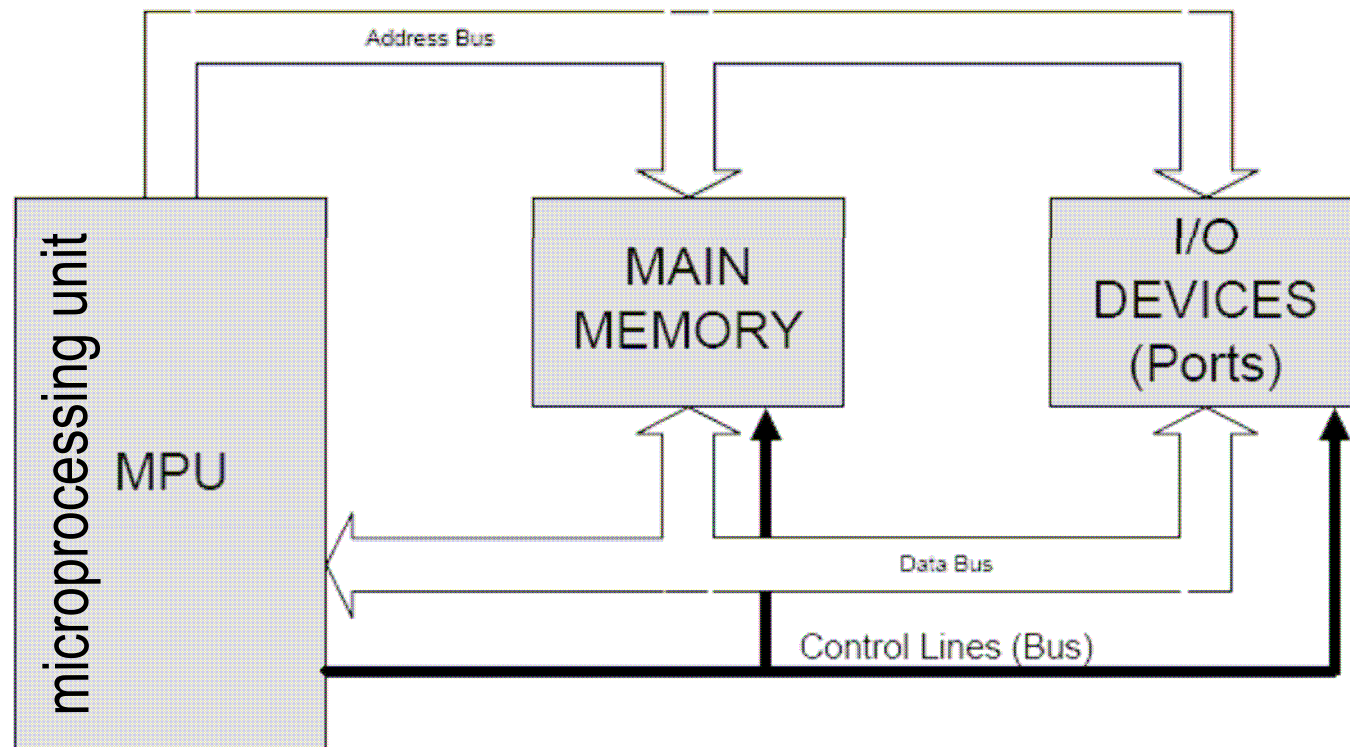 Address Bus
microprocessing unit
MPU
MAIN
MEMORY
I/O
DEVICES
(Ports)
Data Bus
Control Lines (Bus)